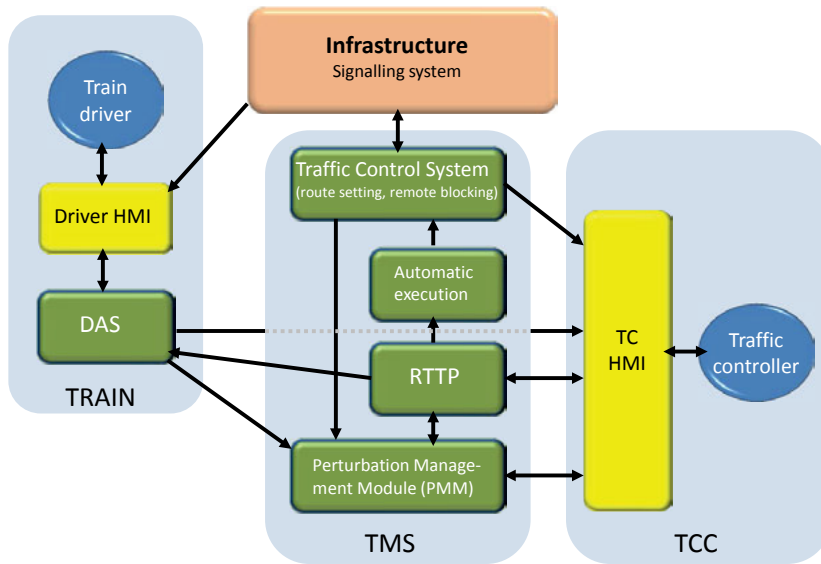 Infrastructure
Signalling system
Train
driver
Driver HMI
DAS
TRAIN
Traffic Control System
(route setting, remote blocking)
Automatic
execution
RTTP
Perturbation Manage-
ment Module (PMM)
TMS
TC
HMI
Traffic
controller
TCC